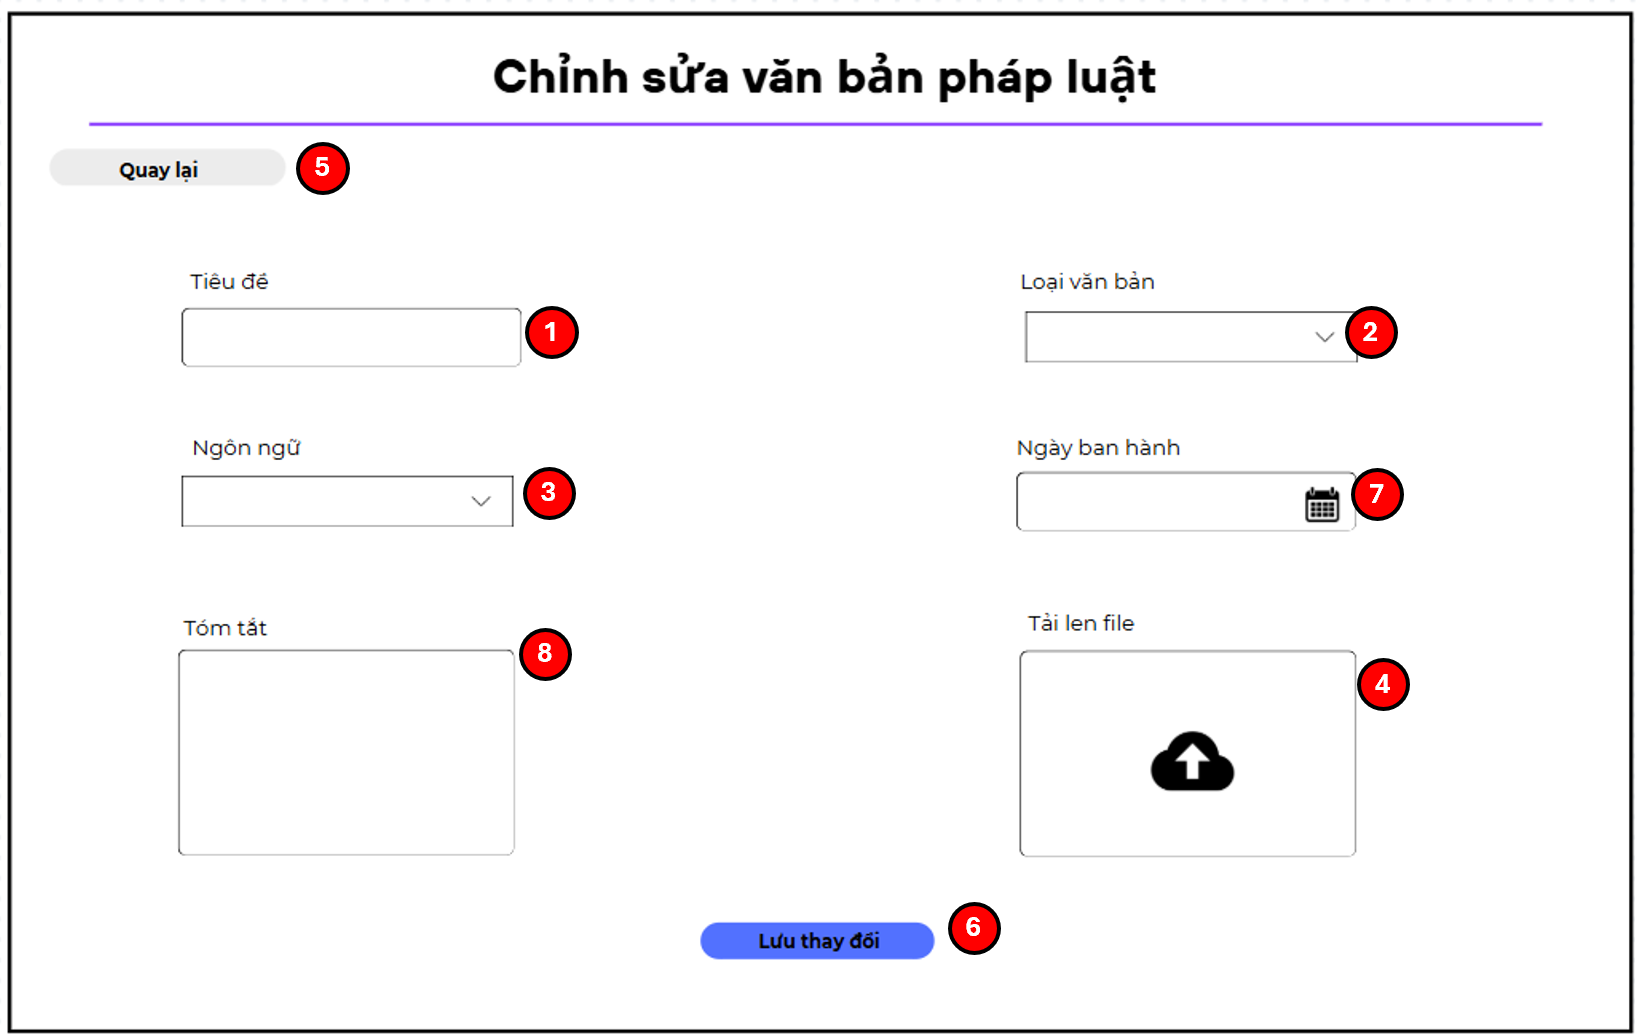 Chỉnh sửa văn bản pháp luật
Quay lại 5
Tiêu đề
Loại văn bản
1
2
Ngôn ngữ
Ngày ban hành
3
7
Tóm tắt
Tải len file
8
4
Lưu thay đổi 6